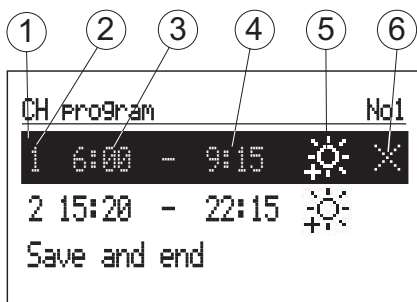 1 2 3 4 5 6
CH program No1
1 6:00 - 9:15
2 15:20 - 22:15
Save and end